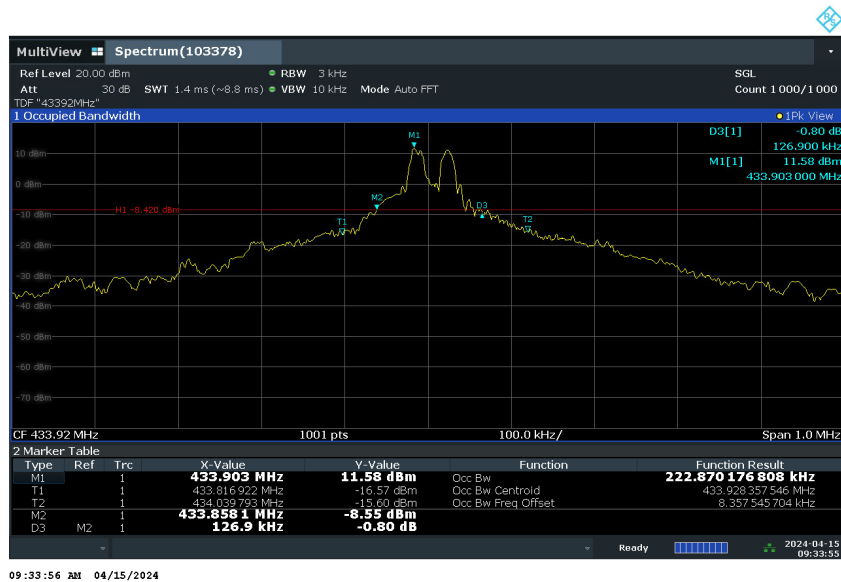 R&S
MultiView Spectrum(103378)
Ref Level 20.00 dBm RBW 3 kHz SGL
Att 30 dB SWT 1.4 ms (~8.8 ms) VBW 10 kHz Mode Auto FFT Count 1000/1000
TDF "43392MHz"
1 Occupied Bandwidth 1Pk View
D3[1] -0.80 dB
126.900 kHz
M1[1] 11.58 dBm
433.903 000 MHz
M1
10 dBm
0 dBm
M2
D3
H1 -8.420 dBm
-10 dBm
T1
T2
-20 dBm
-30 dBm
-40 dBm
-50 dBm
-60 dBm
-70 dBm
CF 433.92 MHz 1001 pts 100.0 kHz/ Span 1.0 MHz
2 Marker Table
Type Ref Trc X-Value Y-Value Function Function Result
M1 1 433.903 MHz 11.58 dBm Occ Bw 222.870 176 808 kHz
T1 1 433.816 922 MHz -16.57 dBm Occ Bw Centroid 433.928 357 546 MHz
T2 1 434.039 793 MHz -15.60 dBm Occ Bw Freq Offset 8.357 545 704 kHz
M2 1 433.858 1 MHz -8.55 dBm
D3 M2 1 126.9 kHz -0.80 dB
Ready 2024-04-15
09:33:55
09:33:56 AM 04/15/2024